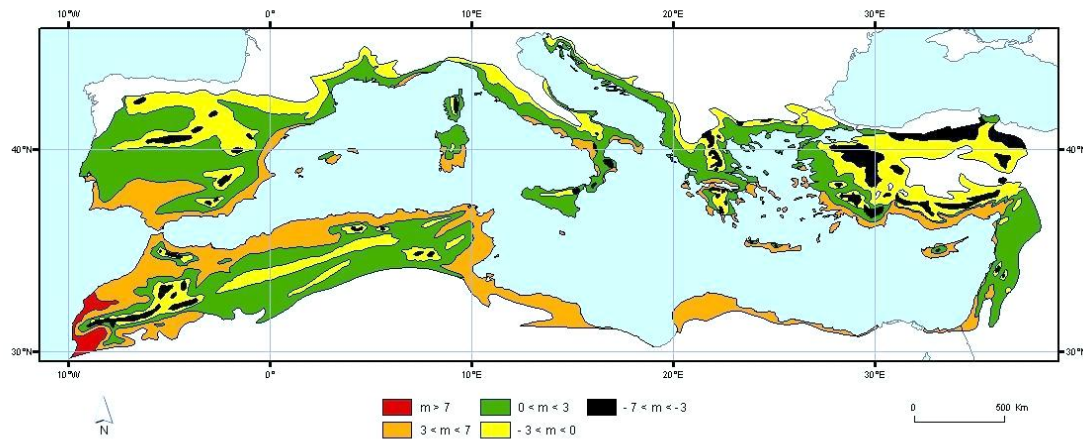 10°W 0° 10°E 20°E 30°E
40°N 40°N
30°N 30°N
10°W 0° 10°E 20°E 30°E
N
m > 7 0 < m < 3 - 7 < m < -3
3 < m < 7 - 3 < m < 0
0 500 Km